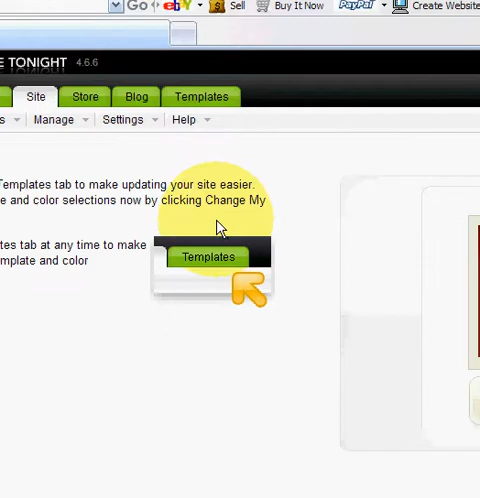 Go ebY Sell Buy It Now PayPal Create Website
E TONIGHT 4.6.6
Site Store Blog Templates
s Manage Settings Help
Templates tab to make updating your site easier.
e and color selections now by clicking Change My
tes tab at any time to make
emplate and color
Templates